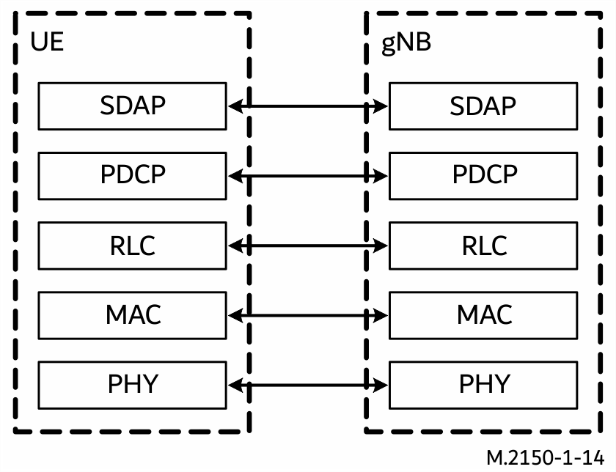 UE
gNB
SDAP
SDAP
PDCP
PDCP
RLC
RLC
MAC
MAC
PHY
PHY
M.2150-1-14